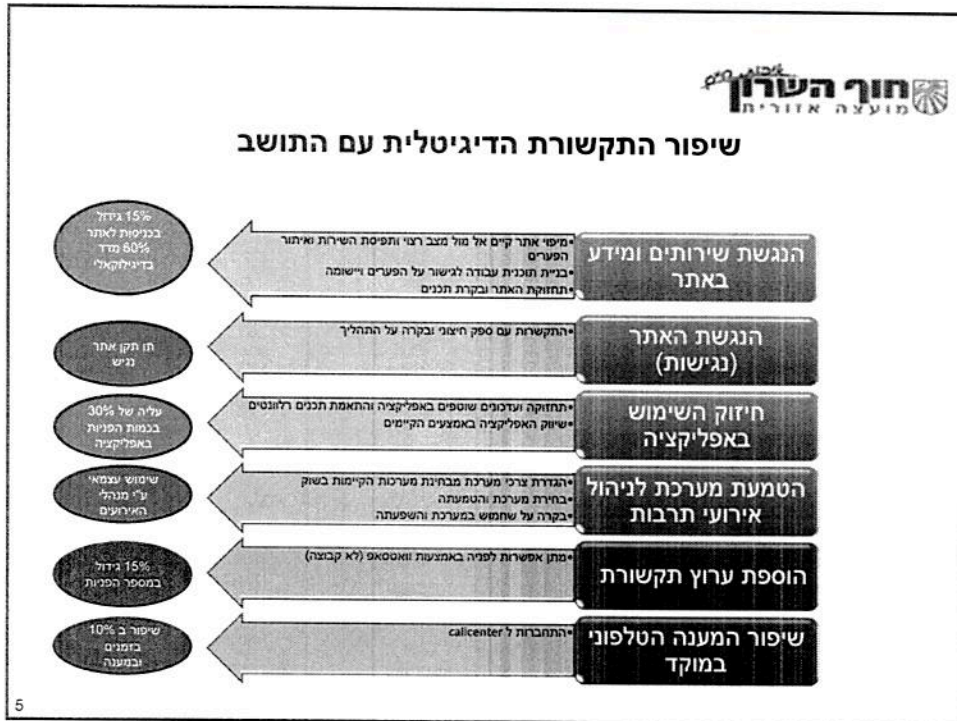 איכות חיים
חוף השרון
מועצה אזורית
שיפור התקשורת הדיגיטלית עם התושב
הנגשת שירותים ומידע
באתר
•מיפוי אתר קיים אל מול מצב רצוי ותפיסת השירות ואיתור
הפערים
•בניית תוכנית עבודה לגישור על הפערים ויישומה
•תחזוקת האתר ובקרת תכנים
15% גידול
בכניסות לאתר
60% מדד
בדיגילוקאלי
הנגשת האתר
(נגישות)
•התקשרות עם ספק חיצוני ובקרה על התהליך
תו תקן אתר
נגיש
חיזוק השימוש
באפליקציה
•תחזוקה ועדכונים שוטפים באפליקציה והתאמת תכנים רלוונטים
•שיווק האפליקציה באמצעים הקיימים
עליה של 30%
בכמות הפניות
באפליקציה
הטמעת מערכת לניהול
אירועי תרבות
•הגדרת צרכי מערכת מבחינת מערכות הקיימות בשוק
•בחירת מערכת והטמעתה
•בקרה על שחמוש במערכת והשפעתה
שימוש עצמאי
ע"י מנהלי
האירועים
הוספת ערוץ תקשורת
•מתן אפשרות לפניה באמצעות וואטסאפ (לא קבוצה)
15% גידול
במספר הפניות
שיפור המענה הטלפוני
במוקד
•התחברות ל callcenter
שיפור ב 10%
בזמנים
ובמענה
5